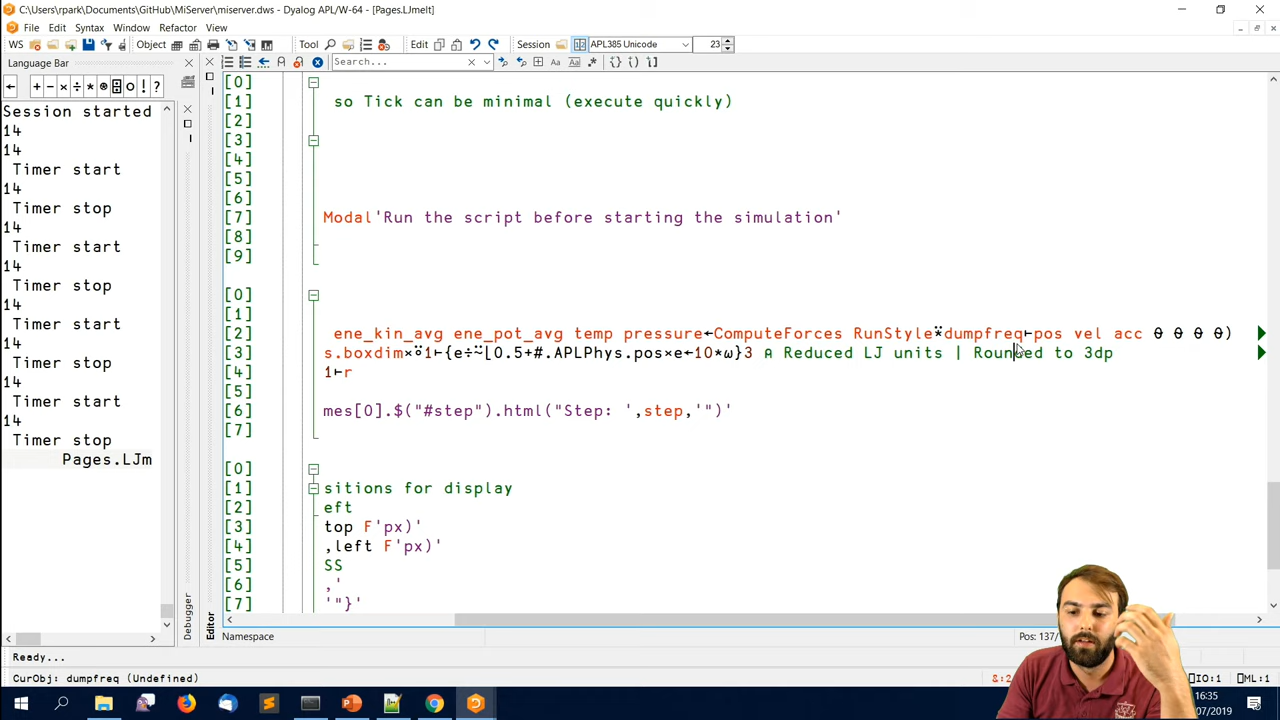 C:\Users\rpark\Documents\GitHub\MiServer\miserver.dws - Dyalog APL/W-64 - [Pages.LJmelt]
File Edit Syntax Window Refactor View
WS Object Tool Edit Session APL385 Unicode 23
Language Bar
Search...
← + - × ÷ * ⍟ ⌹ ○ ! ?
Session started
14
14
Timer start
14
Timer stop
14
Timer start
14
Timer stop
14
Timer start
14
Timer stop
14
Timer start
14
Timer stop
Pages.LJm
Debugger
Editor
[0]
[1] so Tick can be minimal (execute quickly)
[2]
[3]
[4]
[5]
[6]
[7] Modal'Run the script before starting the simulation'
[8]
[9]
[0]
[1]
[2] ene_kin_avg ene_pot_avg temp pressure←ComputeForces RunStyle⍣dumpfreq⊢pos vel acc ⍬ ⍬ ⍬ ⍬)
[3] s.boxdim×⍤1⊢{e÷⍨⌊0.5+#.APLPhys.pos×e←10*⍵}3 ⍝ Reduced LJ units | Rounded to 3dp
[4] 1⊢r
[5]
[6] mes[0].$("#step").html("Step: ',step,'")'
[7]
[0]
[1] sitions for display
[2] eft
[3] top F'px)'
[4] ,left F'px)'
[5] SS
[6] ,'
[7] '"}'
Namespace
Pos: 137/
Ready...
CurObj: dumpfreq (Undefined)
&:2
⎕IO:1
⎕ML:1
16:35
/07/2019